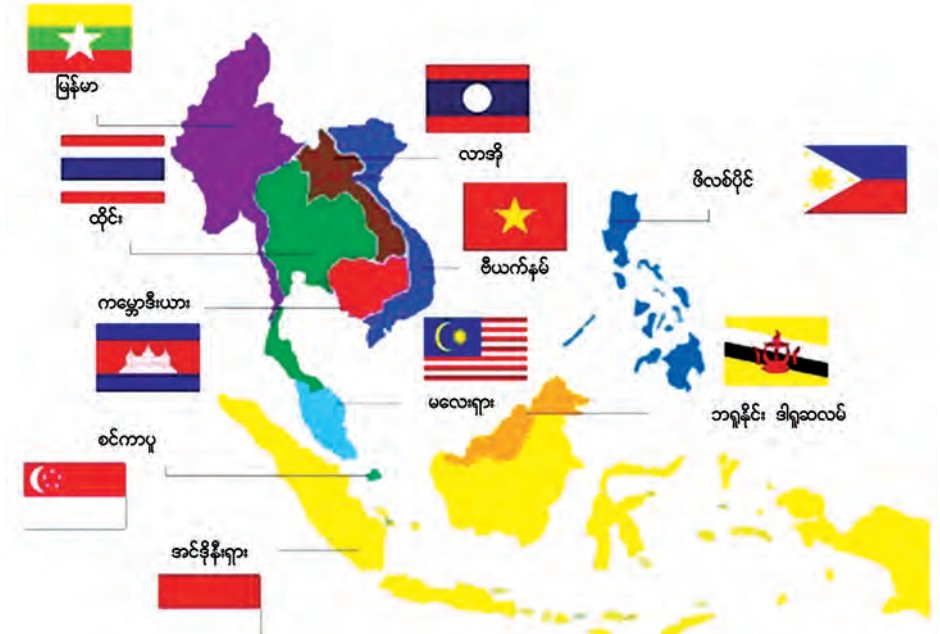 မြန်မာ
လာအို
ထိုင်း
ဖိလစ်ပိုင်
ဗီယက်နမ်
ကမ္ဘောဒီးယား
မလေးရှား
ဘရူနိုင်း ဒါရူဆလမ်
စင်ကာပူ
အင်ဒိုနီးရှား